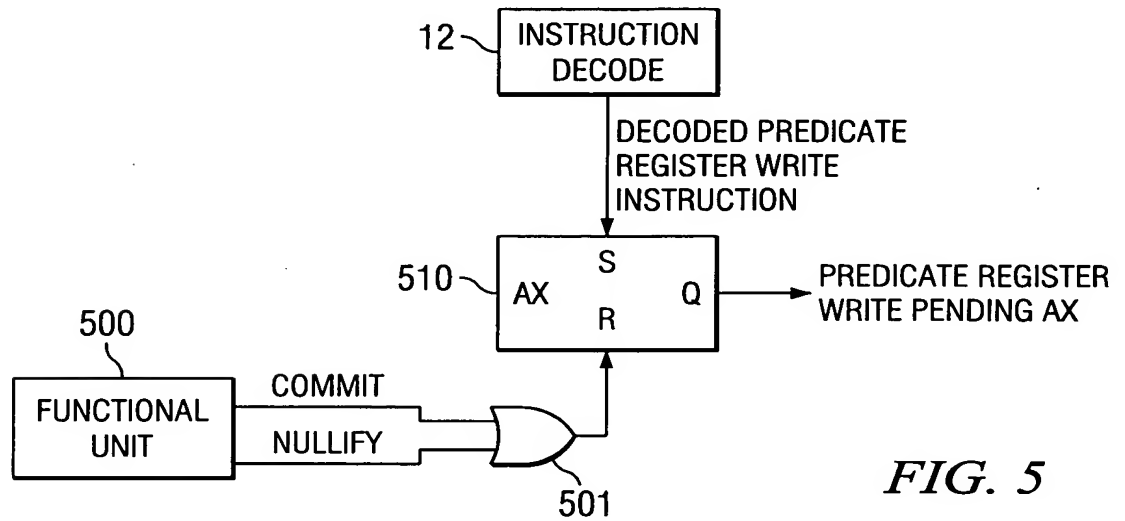 12
INSTRUCTION
DECODE
DECODED PREDICATE
REGISTER WRITE
INSTRUCTION
510
AX
S
R
Q
PREDICATE REGISTER
WRITE PENDING AX
500
FUNCTIONAL
UNIT
COMMIT
NULLIFY
501
FIG. 5